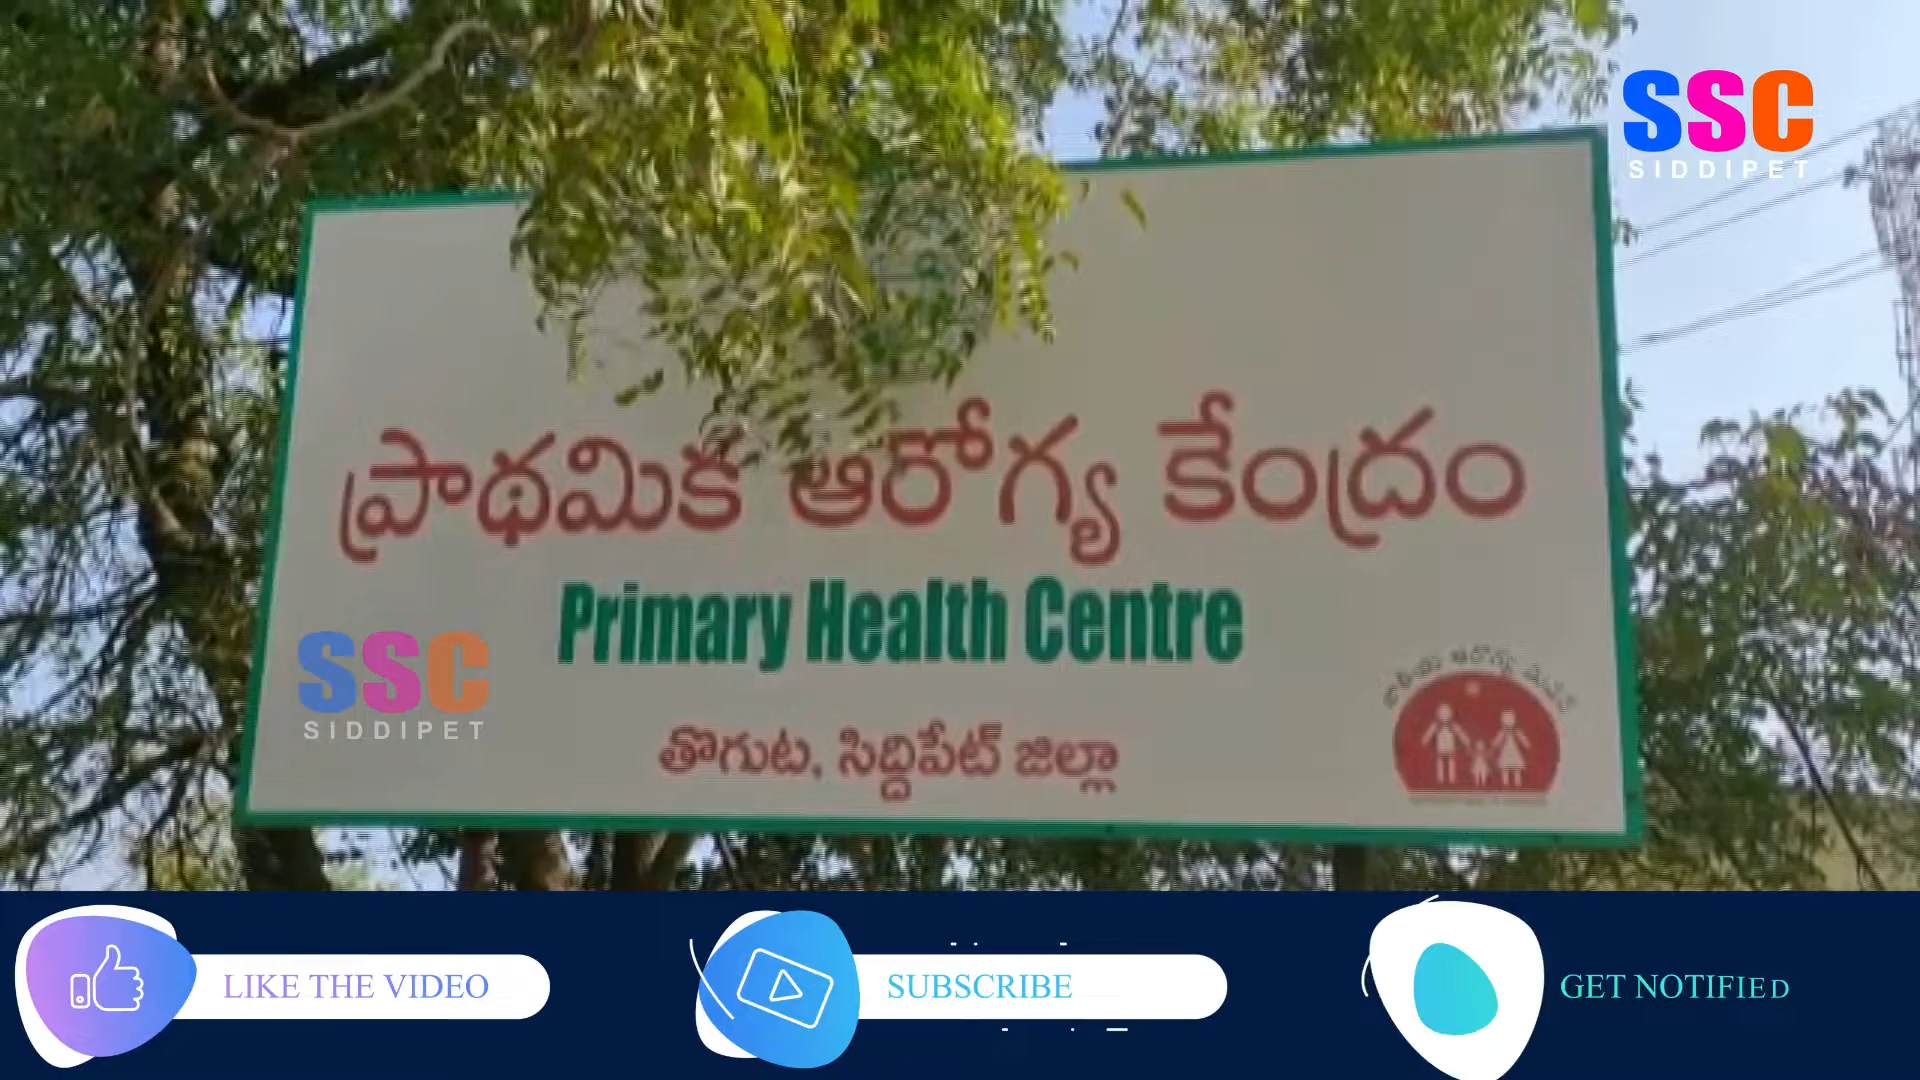 SSC
SIDDIPET
ప్రాథమిక ఆరోగ్య కేంద్రం
Primary Health Centre
SSC
SIDDIPET
తొగుట, సిద్దిపేట్ జిల్లా
LIKE THE VIDEO
SUBSCRIBE
GET NOTIFIED